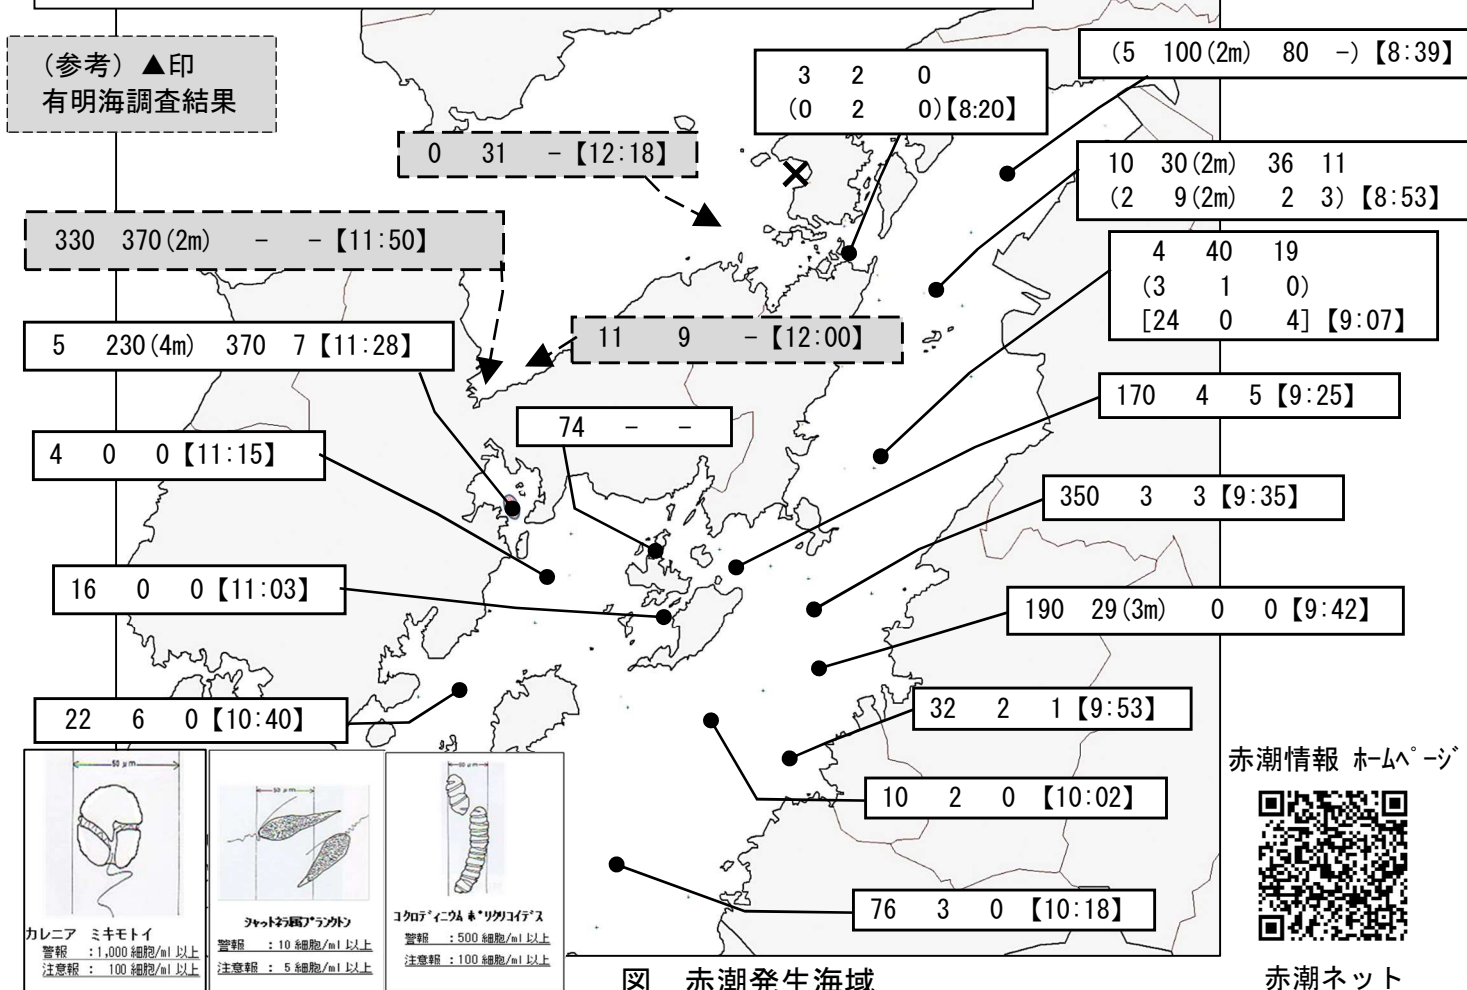 （参考）▲印
有明海調査結果
3 2 0
(0 2 0)【8:20】
(5 100(2m) 80 -)【8:39】
0 31 -【12:18】
10 30(2m) 36 11
(2 9(2m) 2 3)【8:53】
330 370(2m) - -【11:50】
4 40 19
(3 1 0)
[24 0 4]【9:07】
5 230(4m) 370 7【11:28】
11 9 -【12:00】
170 4 5【9:25】
74 - -
4 0 0【11:15】
350 3 3【9:35】
16 0 0【11:03】
190 29(3m) 0 0【9:42】
22 6 0【10:40】
32 2 1【9:53】
10 2 0 【10:02】
76 3 0 【10:18】
50 μm
カレニア ミキモトイ
警報 ：1,000 細胞/ml 以上
注意報 ： 100 細胞/ml 以上
50 μm
シャットネラ属プランクトン
警報 ：10 細胞/ml 以上
注意報 ： 5 細胞/ml 以上
50 μm
コクロディニウム ポリクリコイデス
警報 ：500 細胞/ml 以上
注意報 ：100 細胞/ml 以上
図 赤潮発生海域
赤潮情報 ホームページ
赤潮ネット